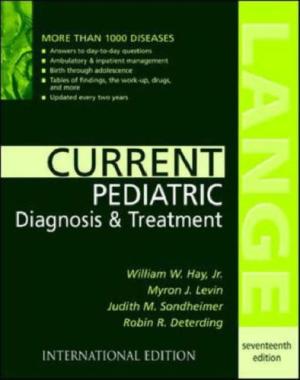 MORE THAN 1000 DISEASES
Answers to day-to-day questions
Ambulatory & inpatient management
Birth through adolescence
Tables of findings, the work-up, drugs,
and more
Updated every two years
LANGE
CURRENT
PEDIATRIC
Diagnosis & Treatment
William W. Hay, Jr.
Myron J. Levin
Judith M. Sondheimer
Robin R. Deterding
seventeenth
edition
INTERNATIONAL EDITION